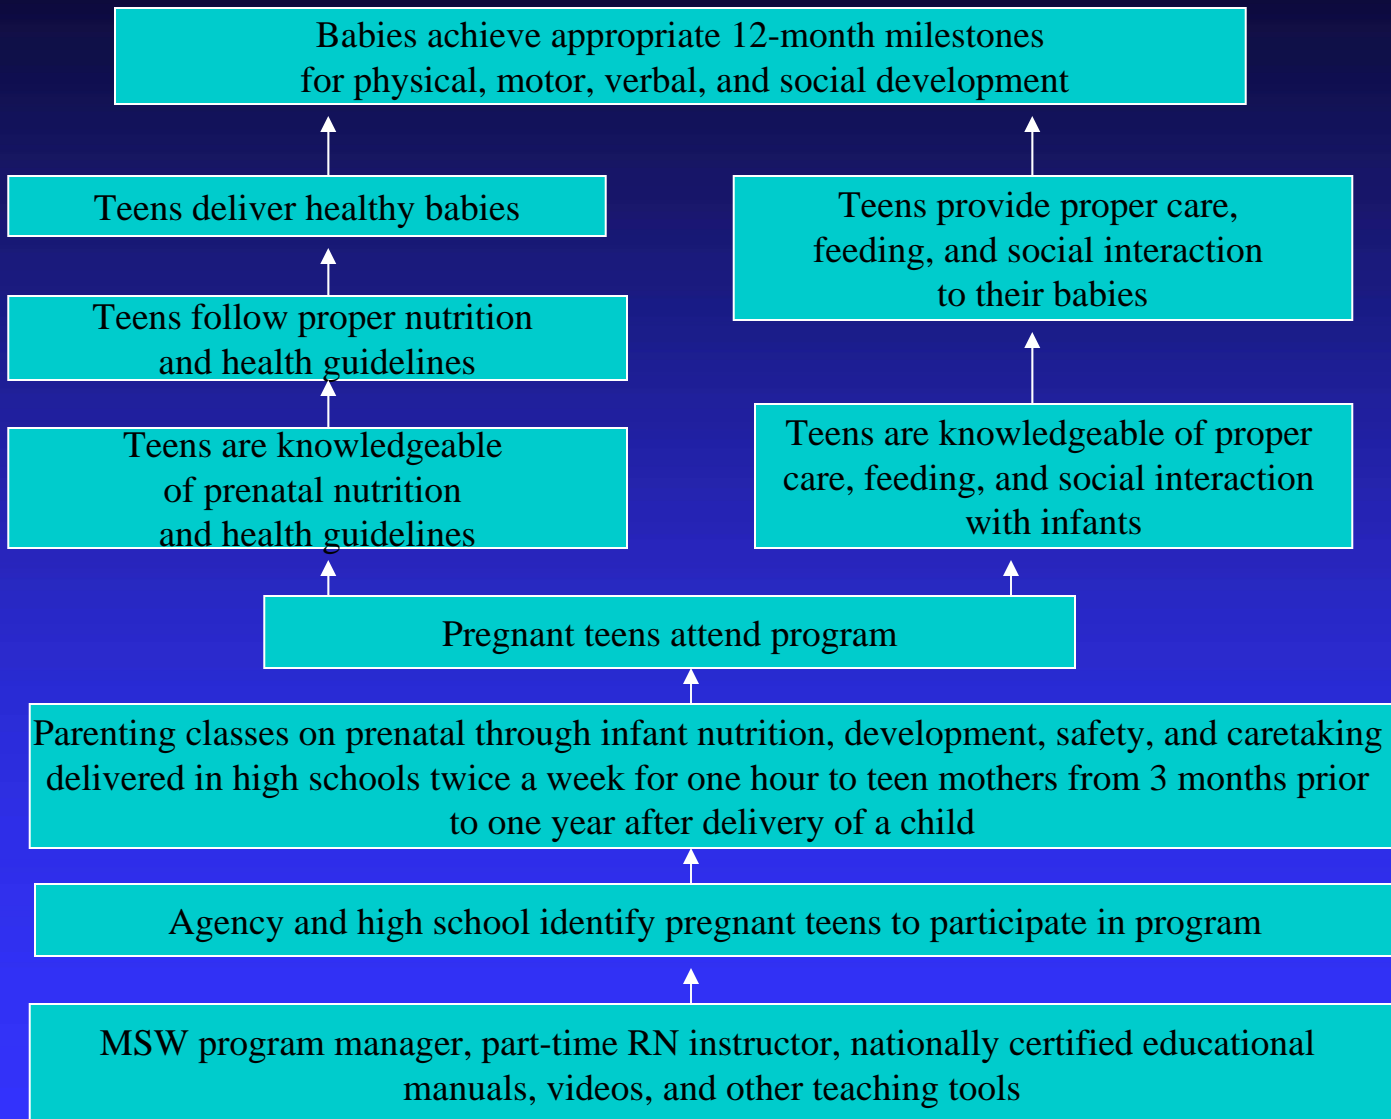 Babies achieve appropriate 12-month milestones
for physical, motor, verbal, and social development
Teens deliver healthy babies
Teens provide proper care,
feeding, and social interaction
to their babies
Teens follow proper nutrition
and health guidelines
Teens are knowledgeable
of prenatal nutrition
and health guidelines
Teens are knowledgeable of proper
care, feeding, and social interaction
with infants
Pregnant teens attend program
Parenting classes on prenatal through infant nutrition, development, safety, and caretaking
delivered in high schools twice a week for one hour to teen mothers from 3 months prior
to one year after delivery of a child
Agency and high school identify pregnant teens to participate in program
MSW program manager, part-time RN instructor, nationally certified educational
manuals, videos, and other teaching tools